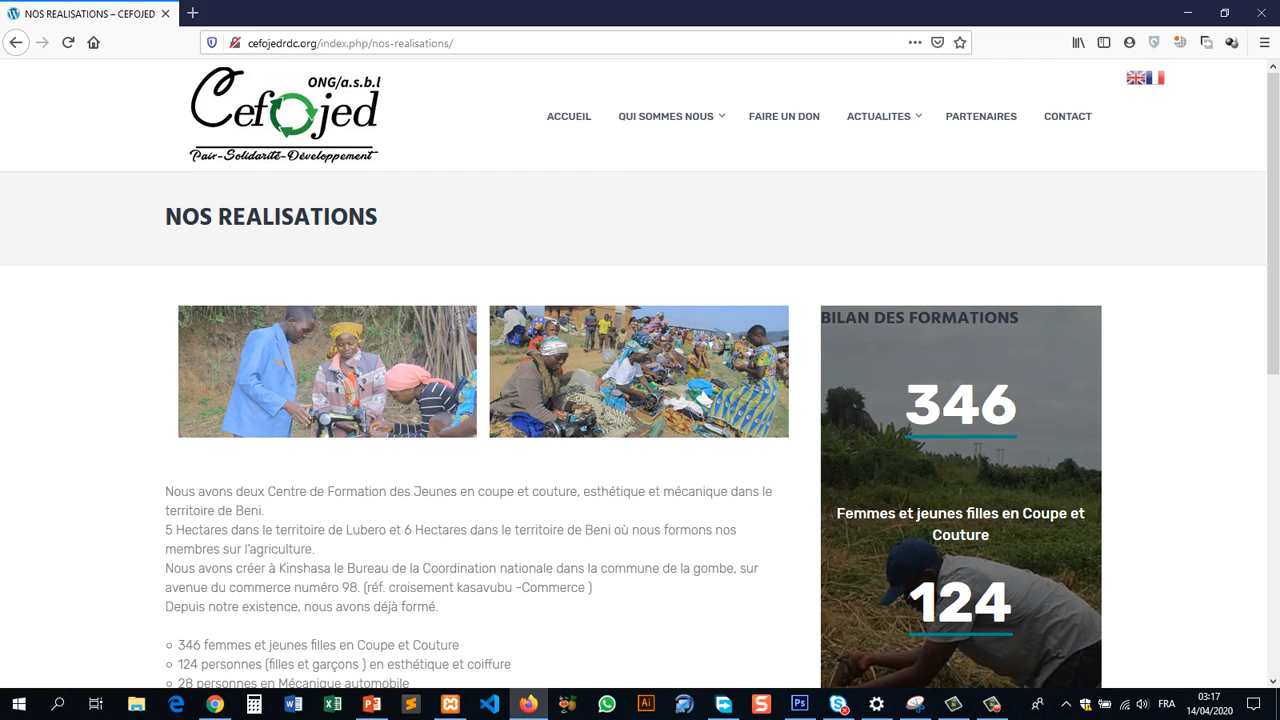 NOS REALISATIONS – CEFOJED
cefojedrdc.org/index.php/nos-realisations/
ONG/a.s.b.l
Cefojed
Paix-Solidarité-Développement
ACCUEIL QUI SOMMES NOUS FAIRE UN DON ACTUALITES PARTENAIRES CONTACT
NOS REALISATIONS
Nous avons deux Centre de Formation des Jeunes en coupe et couture, esthétique et mécanique dans le
territoire de Beni.
5 Hectares dans le territoire de Lubero et 6 Hectares dans le territoire de Beni où nous formons nos
membres sur l'agriculture.
Nous avons créer à Kinshasa le Bureau de la Coordination nationale dans la commune de la gombe, sur
avenue du commerce numéro 98. (réf. croisement kasavubu -Commerce )
Depuis notre existence, nous avons déjà formé.
346 femmes et jeunes filles en Coupe et Couture
124 personnes (filles et garçons ) en esthétique et coiffure
28 personnes en Mécanique automobile
BILAN DES FORMATIONS
346
Femmes et jeunes filles en Coupe et
Couture
124
FRA
03:17
14/04/2020